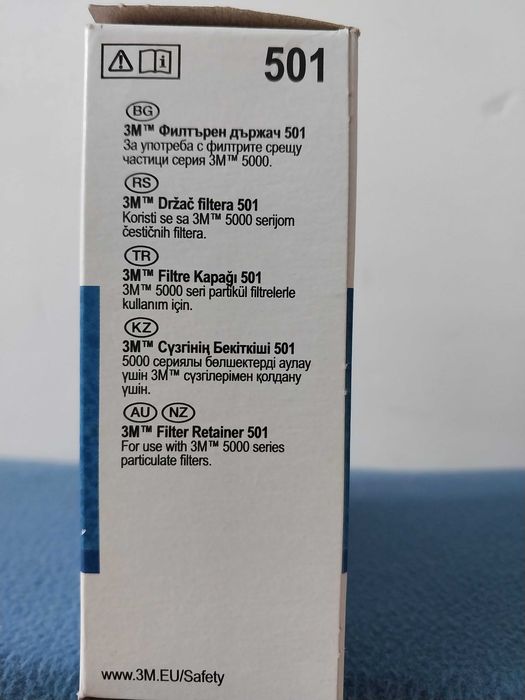 501
BG
3M™ Филтърен държач 501
За употреба с филтрите срещу
частици серия 3M™ 5000.
RS
3M™ Držač filtera 501
Koristi se sa 3M™ 5000 serijom
čestičnih filtera.
TR
3M™ Filtre Kapağı 501
3M™ 5000 seri partikül filtrelerle
kullanım için.
KZ
3M™ Сүзгінің Бекіткіші 501
5000 сериялы бөлшектерді аулау
үшін 3M™ сүзгілерімен қолдану
үшін.
AU NZ
3M™ Filter Retainer 501
For use with 3M™ 5000 series
particulate filters.
www.3M.EU/Safety